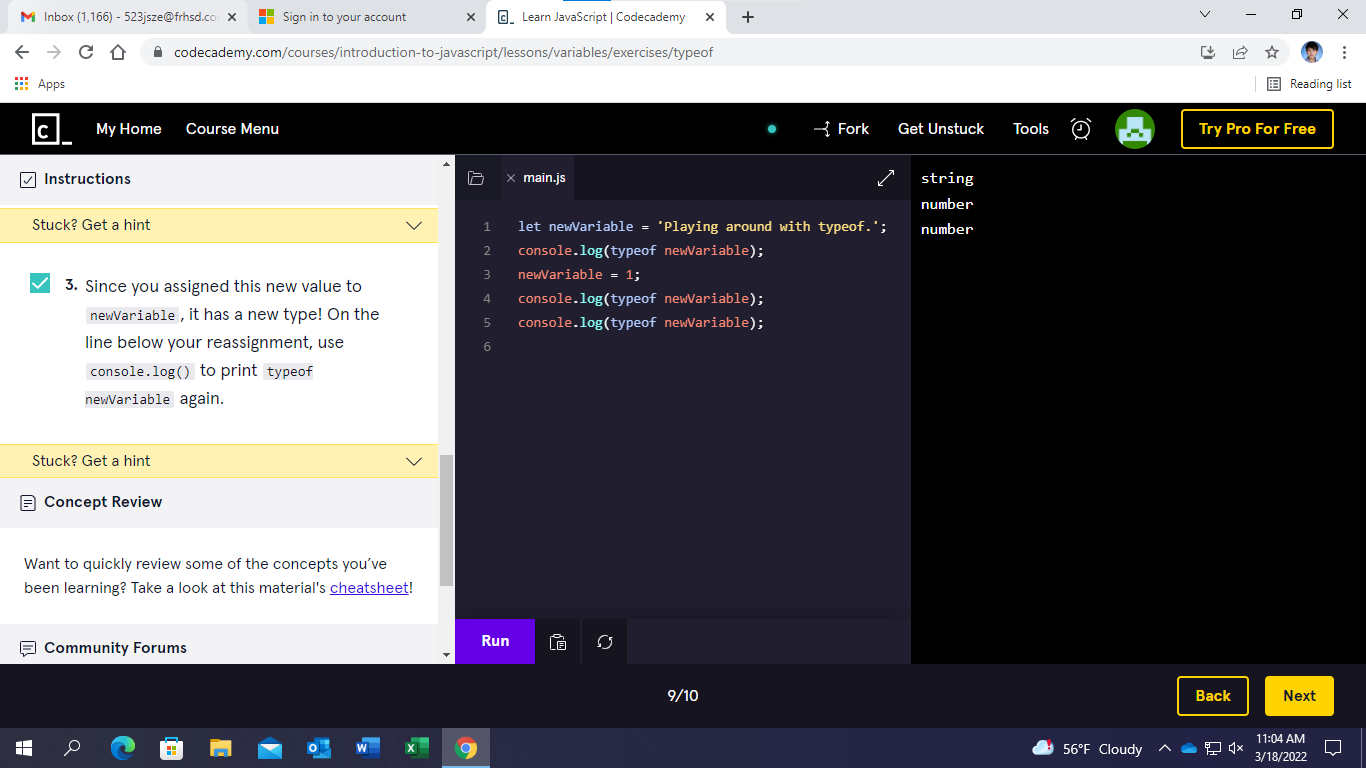 Inbox (1,166) - 523jsze@frhsd.co
Sign in to your account
Learn JavaScript | Codecademy
codecademy.com/courses/introduction-to-javascript/lessons/variables/exercises/typeof
Apps
Reading list
My Home
Course Menu
Fork
Get Unstuck
Tools
Try Pro For Free
Instructions
Stuck? Get a hint
3. Since you assigned this new value to
newVariable, it has a new type! On the
line below your reassignment, use
console.log() to print typeof
newVariable again.
Stuck? Get a hint
Concept Review
Want to quickly review some of the concepts you’ve
been learning? Take a look at this material's cheatsheet!
Community Forums
main.js
1 let newVariable = 'Playing around with typeof.';
2 console.log(typeof newVariable);
3 newVariable = 1;
4 console.log(typeof newVariable);
5 console.log(typeof newVariable);
6
Run
string
number
number
9/10
Back
Next
56°F Cloudy
11:04 AM
3/18/2022